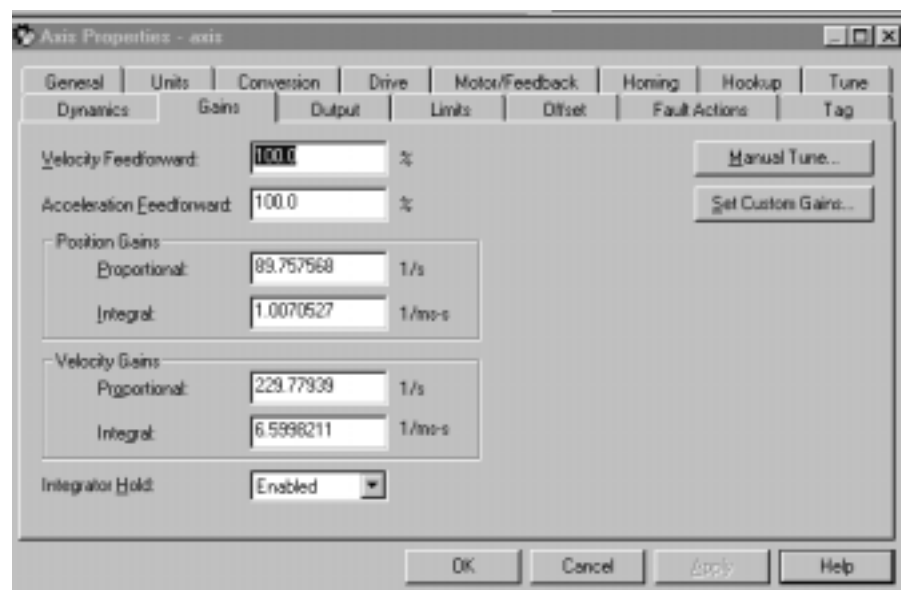 Axis Properties - axis
General Units Conversion Drive Motor/Feedback Homing Hookup Tune
Dynamics Gains Output Limits Offset Fault Actions Tag
Velocity Feedforward: 100.0 % Manual Tune...
Acceleration Feedforward: 100.0 % Set Custom Gains...
Position Gains
Proportional: 89.757568 1/s
Integral: 1.0070527 1/ms-s
Velocity Gains
Proportional: 229.77939 1/s
Integral: 6.5998211 1/ms-s
Integrator Hold: Enabled
OK Cancel Apply Help